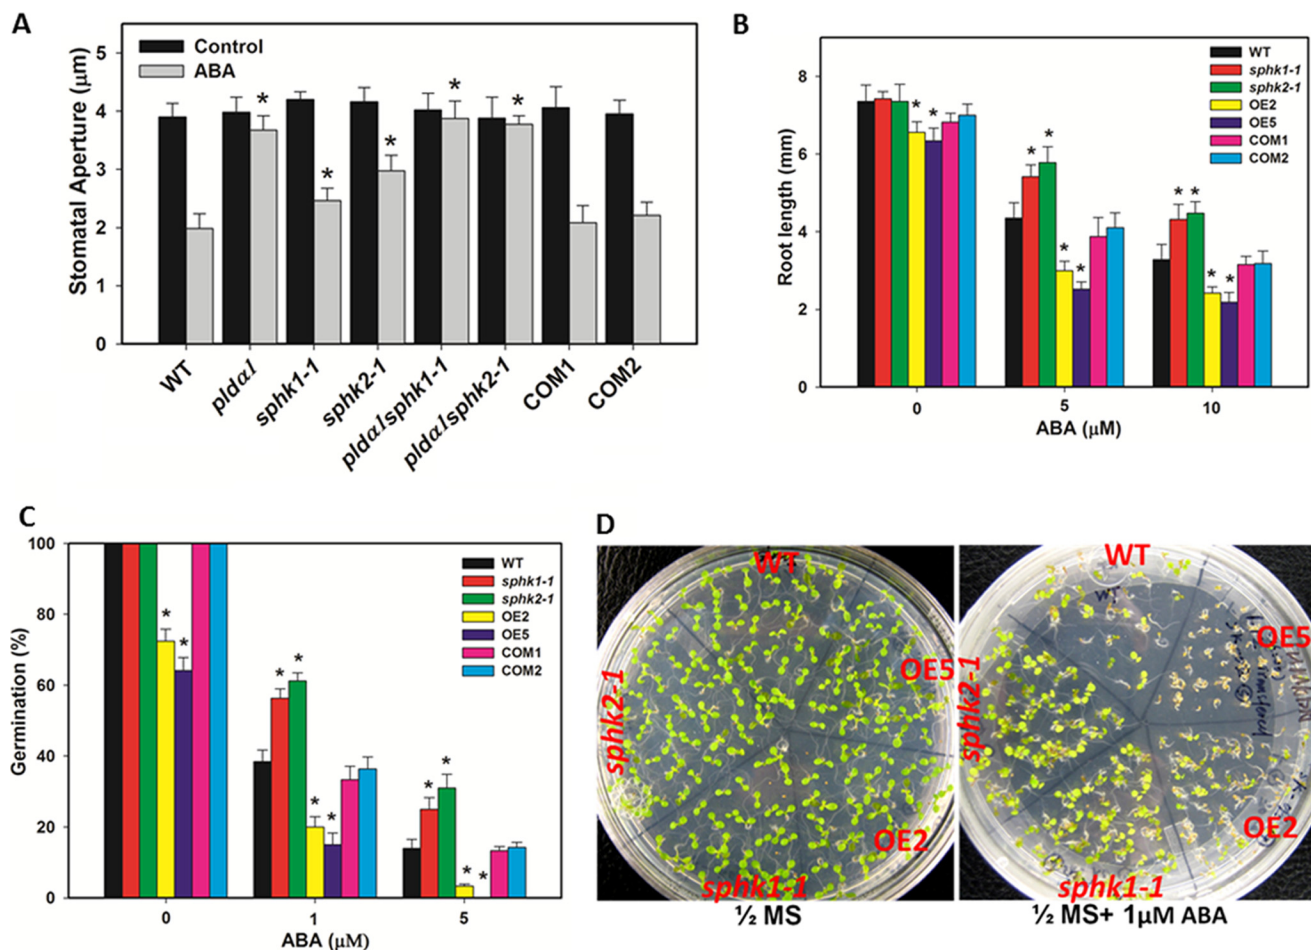 A
Control
ABA
Stomatal Aperture (μm)
5
4
3
2
1
0
WT
pldα1
sphk1-1
sphk2-1
pldα1sphk1-1
pldα1sphk2-1
COM1
COM2
B
WT
sphk1-1
sphk2-1
OE2
OE5
COM1
COM2
Root length (mm)
8
6
4
2
0
0 5 10
ABA (μM)
C
WT
sphk1-1
sphk2-1
OE2
OE5
COM1
COM2
Germination (%)
100
80
60
40
20
0
0 1 5
ABA (μM)
D
WT
OE5
sphk2-1
OE2
sphk1-1
½ MS
WT
WT
OE5
sphk2-1
transferred
OE2
sphk1-1
½ MS+ 1μM ABA